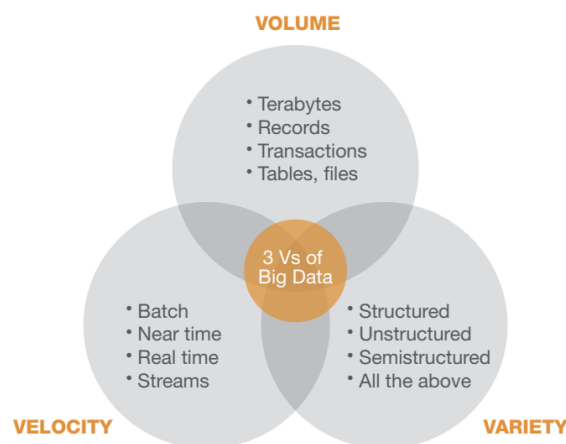 VOLUME
• Terabytes
• Records
• Transactions
• Tables, files
3 Vs of
Big Data
• Batch
• Near time
• Real time
• Streams
• Structured
• Unstructured
• Semistructured
• All the above
VELOCITY
VARIETY